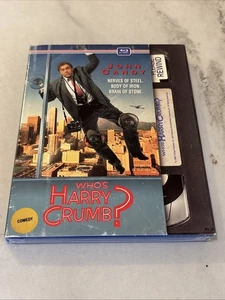 JOHN
CANDY
NERVES OF STEEL.
BODY OF IRON.
BRAIN OF STONE.
REWIND
WHO'S
HARRY
CRUMB?
COMEDY